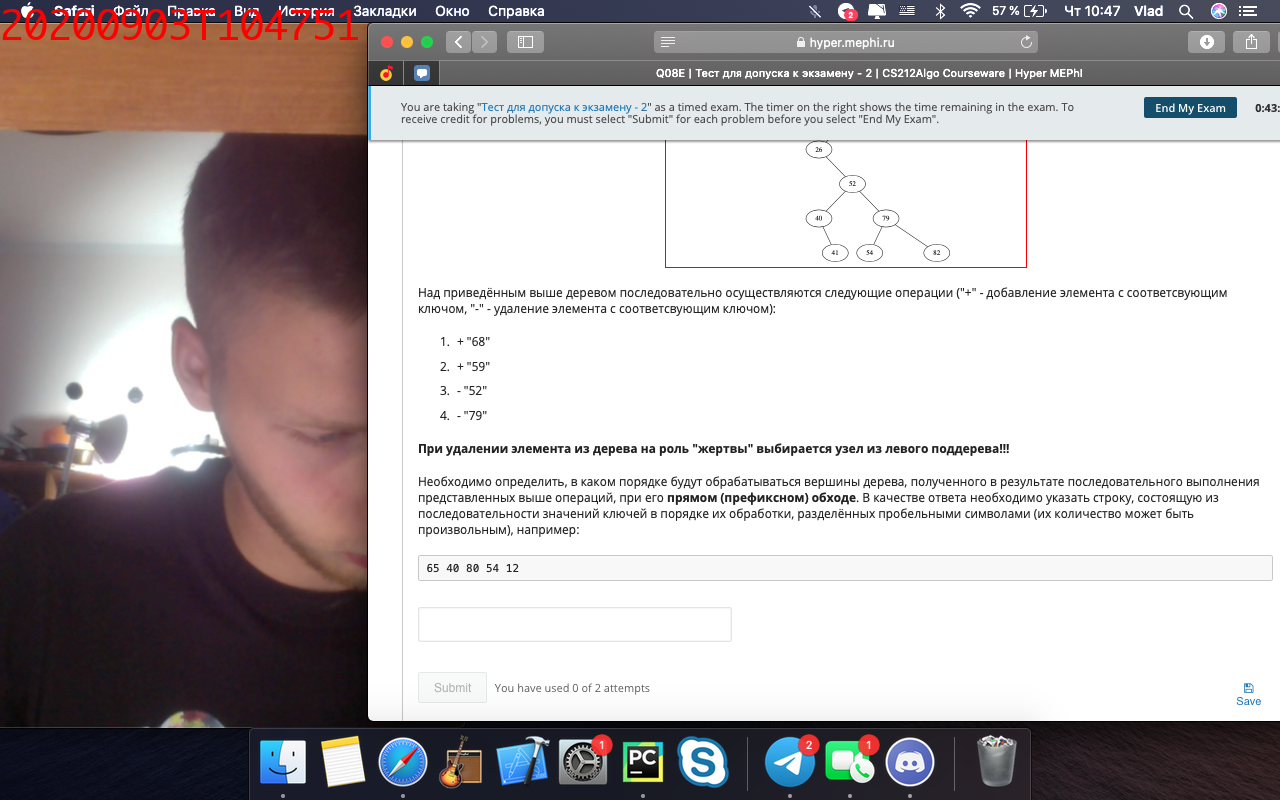 20200903T104751
Safari Файл Правка Вид История Закладки Окно Справка
2
57 % Чт 10:47 Vlad
hyper.mephi.ru
Q08E | Тест для допуска к экзамену - 2 | CS212Algo Courseware | Hyper MEPhI
You are taking "Тест для допуска к экзамену - 2" as a timed exam. The timer on the right shows the time remaining in the exam. To
receive credit for problems, you must select "Submit" for each problem before you select "End My Exam".
End My Exam
0:43:
26
52
40 79
41 54 82
Над приведённым выше деревом последовательно осуществляются следующие операции ("+" - добавление элемента с соответсвующим
ключом, "-" - удаление элемента с соответсвующим ключом):
1. + "68"
2. + "59"
3. - "52"
4. - "79"
При удалении элемента из дерева на роль "жертвы" выбирается узел из левого поддерева!!!
Необходимо определить, в каком порядке будут обрабатываться вершины дерева, полученного в результате последовательного выполнения
представленных выше операций, при его прямом (префиксном) обходе. В качестве ответа необходимо указать строку, состоящую из
последовательности значений ключей в порядке их обработки, разделённых пробельными символами (их количество может быть
произвольным), например:
65 40 80 54 12
Submit
You have used 0 of 2 attempts
Save
1
PC
2
1